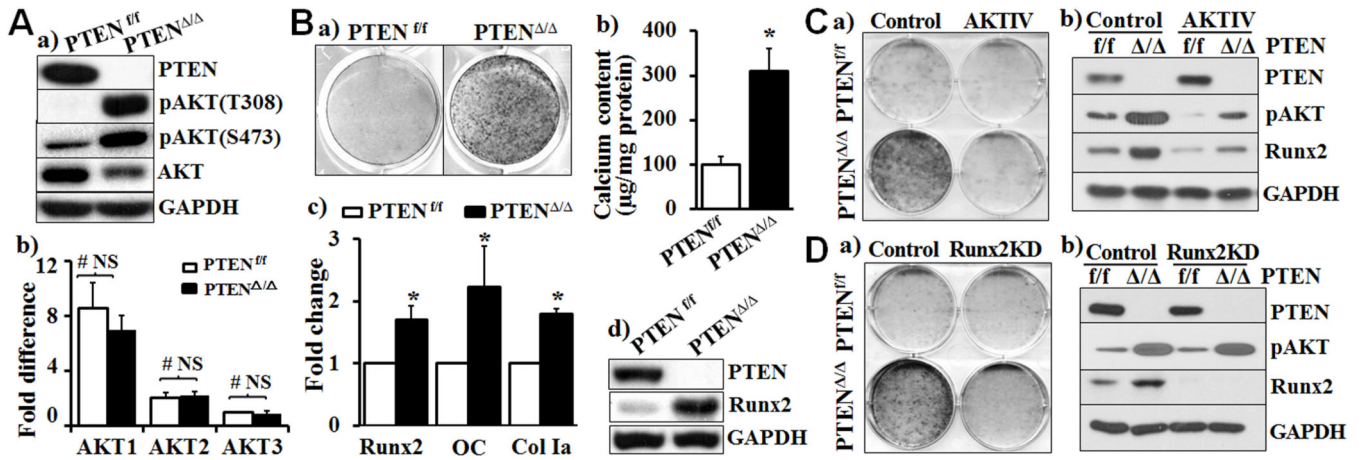 A
a)
PTEN f/f PTEN Δ/Δ
PTEN
pAKT(T308)
pAKT(S473)
AKT
GAPDH
b)
# NS
# NS
# NS
PTEN f/f
PTEN Δ/Δ
Fold difference
12
8
4
0
AKT1 AKT2 AKT3
B
a)
PTEN f/f PTEN Δ/Δ
b)
Calcium content
(µg/mg protein)
400
300
200
100
0
*
PTEN f/f PTEN Δ/Δ
c)
PTEN f/f PTEN Δ/Δ
Fold change
3
2
1
0
* * *
Runx2 OC Col Ia
d)
PTEN f/f PTEN Δ/Δ
PTEN
Runx2
GAPDH
C
a)
Control AKTIV
PTEN Δ/Δ PTEN f/f
b)
Control AKTIV
f/f Δ/Δ f/f Δ/Δ PTEN
PTEN
pAKT
Runx2
GAPDH
D
a)
Control Runx2KD
PTEN Δ/Δ PTEN f/f
b)
Control Runx2KD
f/f Δ/Δ f/f Δ/Δ PTEN
PTEN
pAKT
Runx2
GAPDH